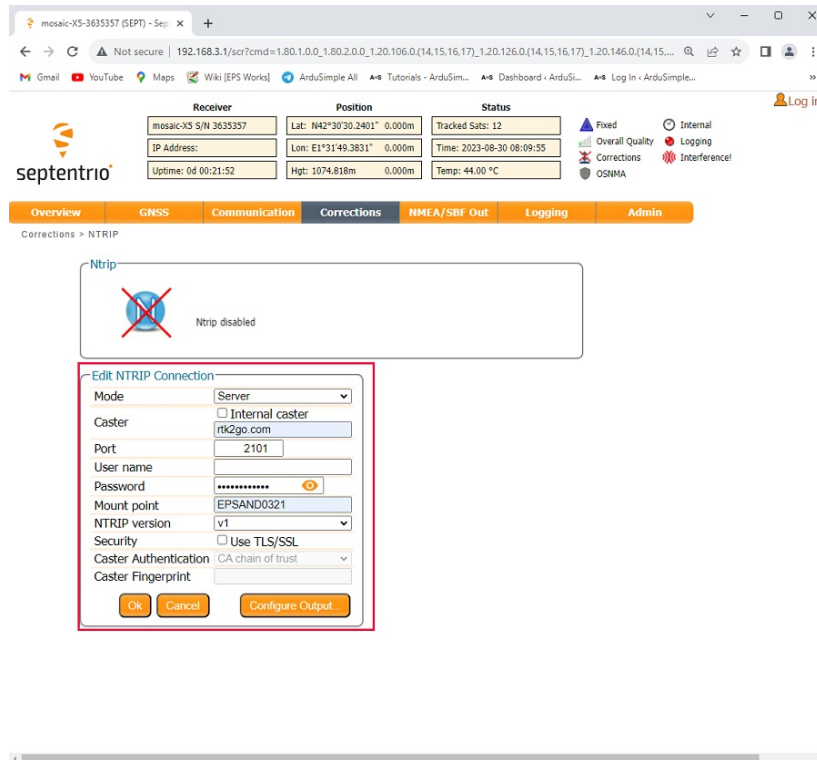 mosaic-X5-3635357 (SEPT) - Sep
Not secure 192.168.3.1/scr?cmd=1.80.1.0.0_1.80.2.0.0_1.20.106.0.(14,15,16,17)_1.20.126.0.(14,15,16,17)_1.20.146.0.(14,15,...
Gmail YouTube Maps Wiki [EPS Works] ArduSimple All A•S Tutorials - ArduSim... A•S Dashboard ‹ ArduSi... A•S Log In ‹ ArduSimple... »
Log in
Receiver Position Status
mosaic-X5 S/N 3635357 Lat: N42°30'30.2401" 0.000m Tracked Sats: 12 Fixed Internal
IP Address: Lon: E1°31'49.3831" 0.000m Time: 2023-08-30 08:09:55 Overall Quality Logging
Corrections Interference!
septentrio Uptime: 0d 00:21:52 Hgt: 1074.818m 0.000m Temp: 44.00 °C OSNMA
Overview GNSS Communication Corrections NMEA/SBF Out Logging Admin
Corrections > NTRIP
Ntrip
N
Ntrip disabled
Edit NTRIP Connection
Mode Server
Caster Internal caster
rtk2go.com
Port 2101
User name
Password ••••••••••••
Mount point EPSAND0321
NTRIP version v1
Security Use TLS/SSL
Caster Authentication CA chain of trust
Caster Fingerprint
Ok Cancel Configure Output...